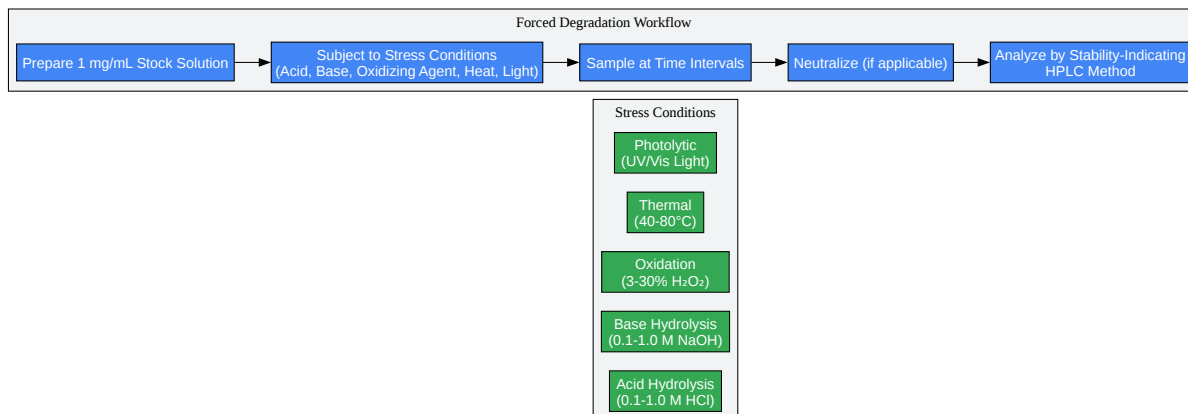 Forced Degradation Workflow
Prepare 1 mg/mL Stock Solution
Subject to Stress Conditions
(Acid, Base, Oxidizing Agent, Heat, Light)
Sample at Time Intervals
Neutralize (if applicable)
Analyze by Stability-Indicating
HPLC Method
Stress Conditions
Photolytic
(UV/Vis Light)
Thermal
(40-80°C)
Oxidation
(3-30% H₂O₂)
Base Hydrolysis
(0.1-1.0 M NaOH)
Acid Hydrolysis
(0.1-1.0 M HCl)